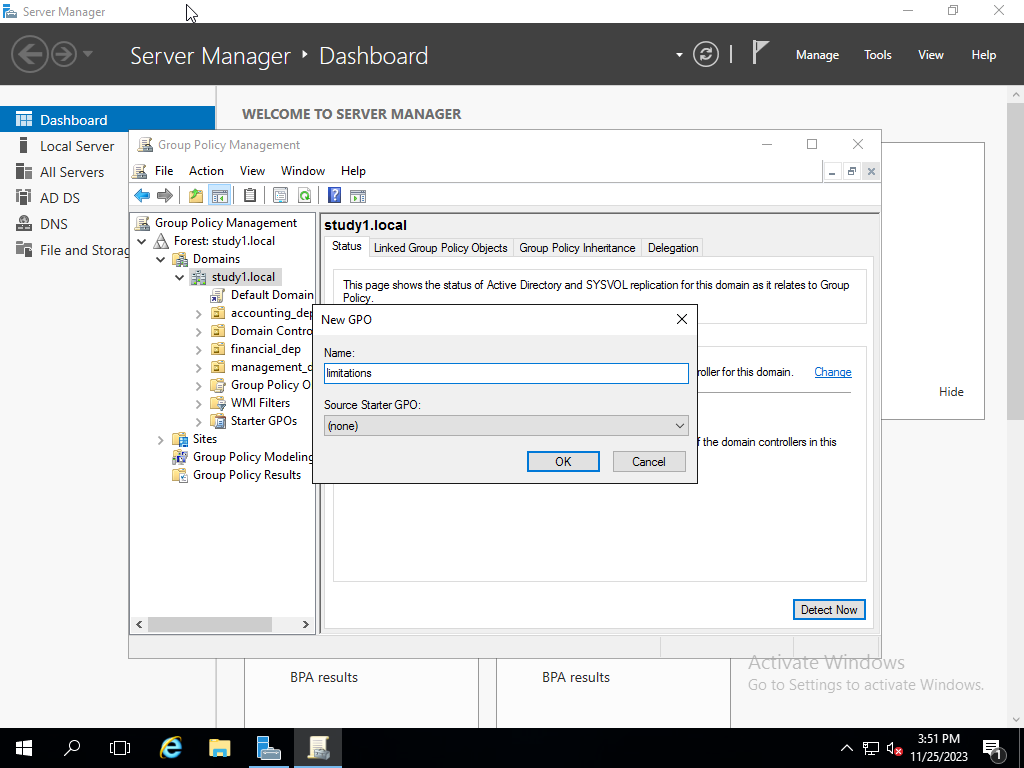 Server Manager
Server Manager ‣ Dashboard
Manage Tools View Help
Dashboard
Local Server
All Servers
AD DS
DNS
File and Storag
WELCOME TO SERVER MANAGER
Group Policy Management
File Action View Window Help
Group Policy Management
Forest: study1.local
Domains
study1.local
Default Domain
accounting_dep
Domain Contro
financial_dep
management_d
Group Policy O
WMI Filters
Starter GPOs
Sites
Group Policy Modeling
Group Policy Results
study1.local
Status Linked Group Policy Objects Group Policy Inheritance Delegation
This page shows the status of Active Directory and SYSVOL replication for this domain as it relates to Group
Policy.
roller for this domain. Change
f the domain controllers in this
Detect Now
New GPO
Name:
limitations
Source Starter GPO:
(none)
OK Cancel
Hide
BPA results
BPA results
Activate Windows
Go to Settings to activate Windows.
3:51 PM
11/25/2023
1